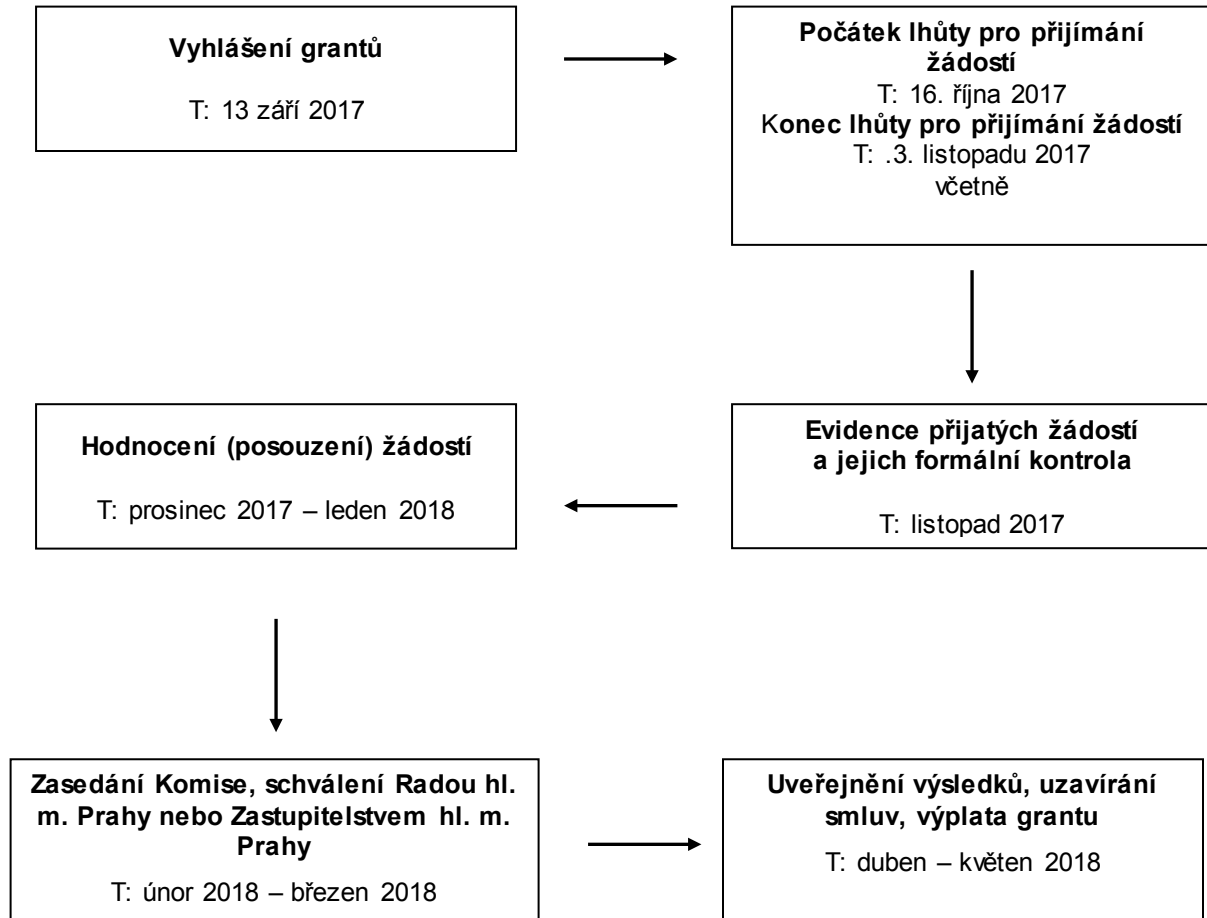 Vyhlášení grantů
T: 13 září 2017
Počátek lhůty pro přijímání
žádostí
T: 16. října 2017
Konec lhůty pro přijímání žádostí
T: .3. listopadu 2017
včetně
Evidence přijatých žádostí
a jejich formální kontrola
T: listopad 2017
Hodnocení (posouzení) žádostí
T: prosinec 2017 – leden 2018
Zasedání Komise, schválení Radou hl.
m. Prahy nebo Zastupitelstvem hl. m.
Prahy
T: únor 2018 – březen 2018
Uveřejnění výsledků, uzavírání
smluv, výplata grantu
T: duben – květen 2018